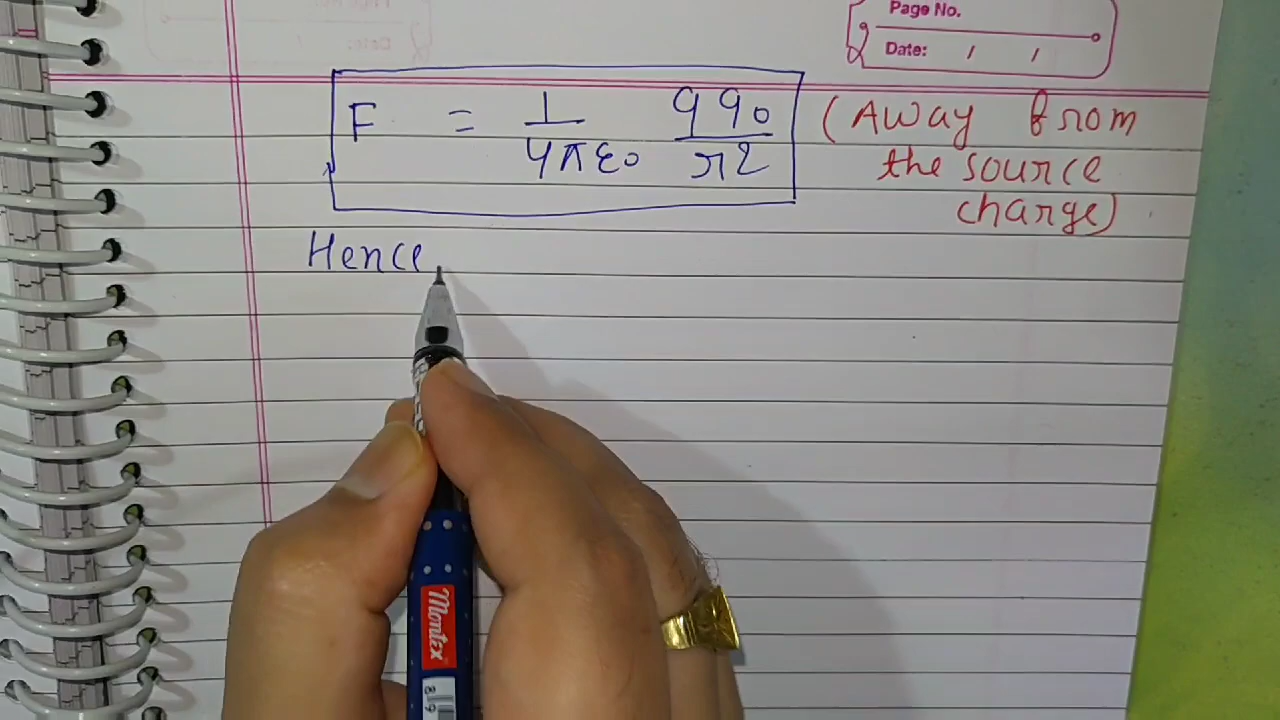 Page No.
Date: / /
F = 1/4πε0 qq0/r2 (Away from
the source
charge)
Hence
Montex